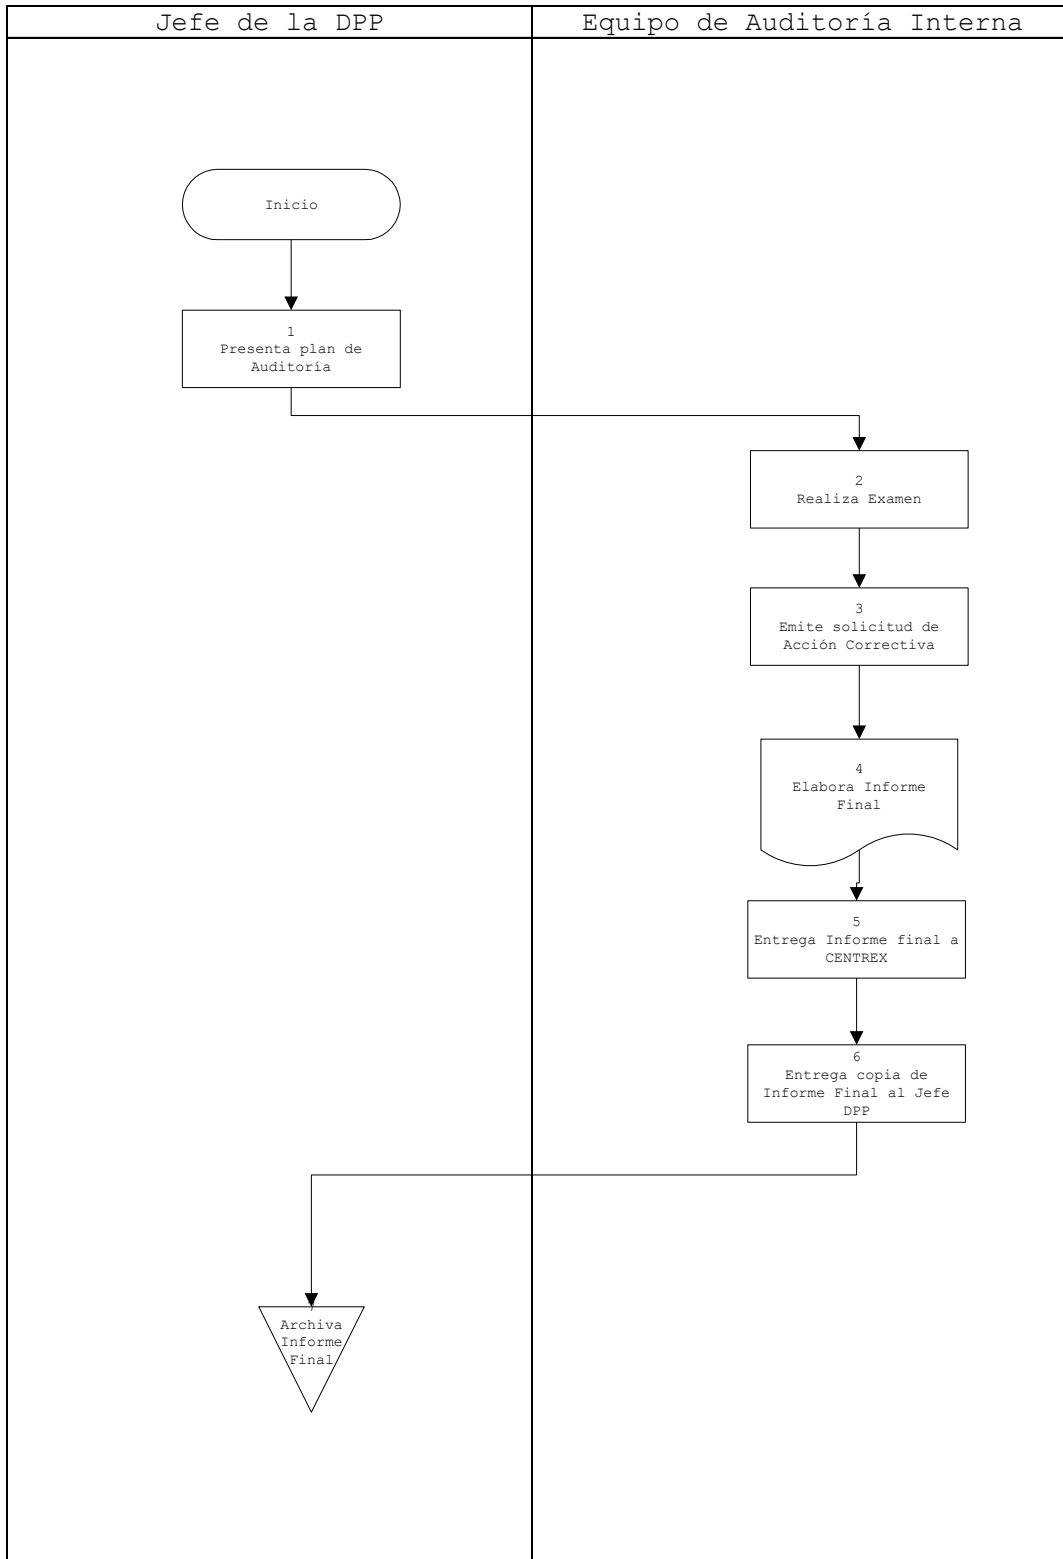 Jefe de la DPP
Equipo de Auditoría Interna
Inicio
1
Presenta plan de
Auditoría
2
Realiza Examen
3
Emite solicitud de
Acción Correctiva
4
Elabora Informe
Final
5
Entrega Informe final a
CENTREX
6
Entrega copia de
Informe Final al Jefe
DPP
Archiva
Informe
Final